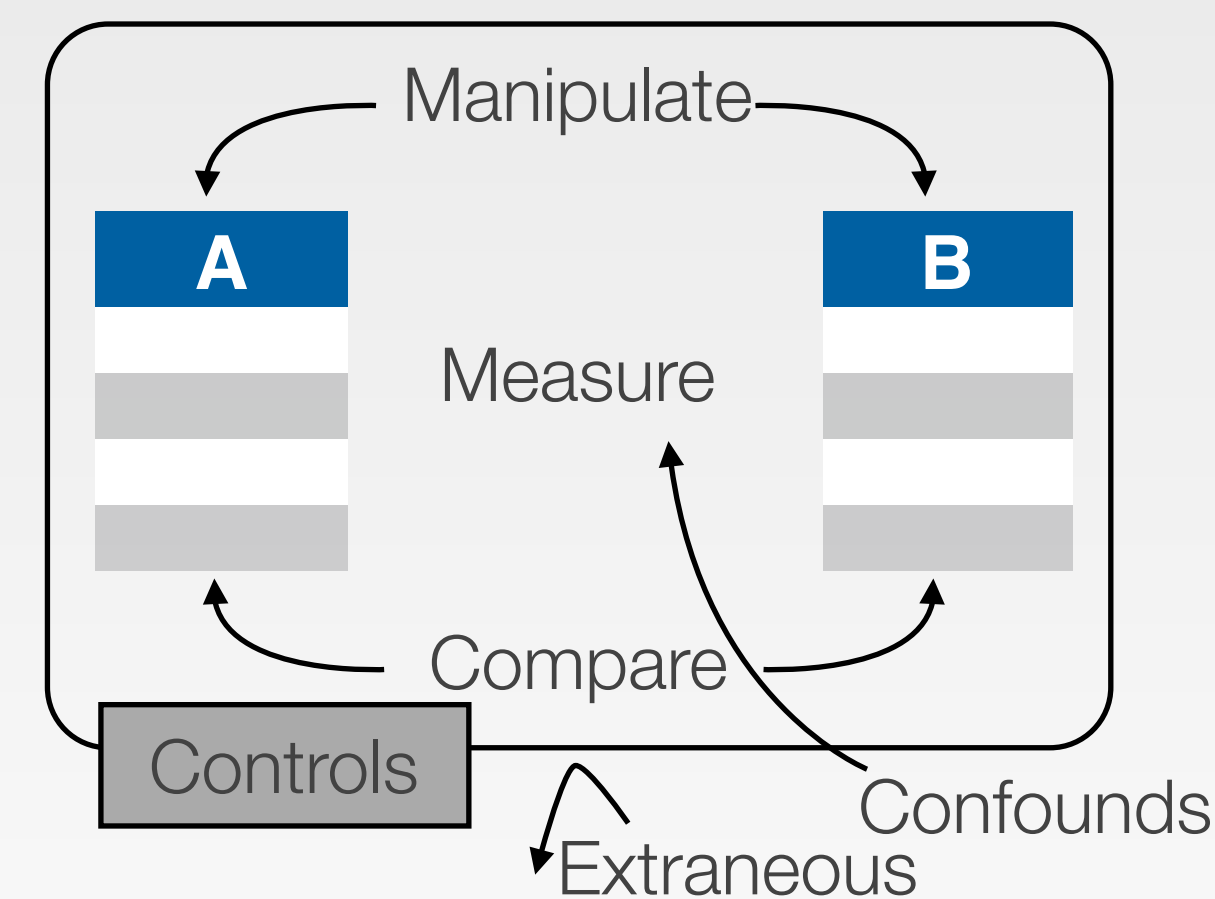 Manipulate
A
B
Measure
Compare
Controls
Confounds
Extraneous